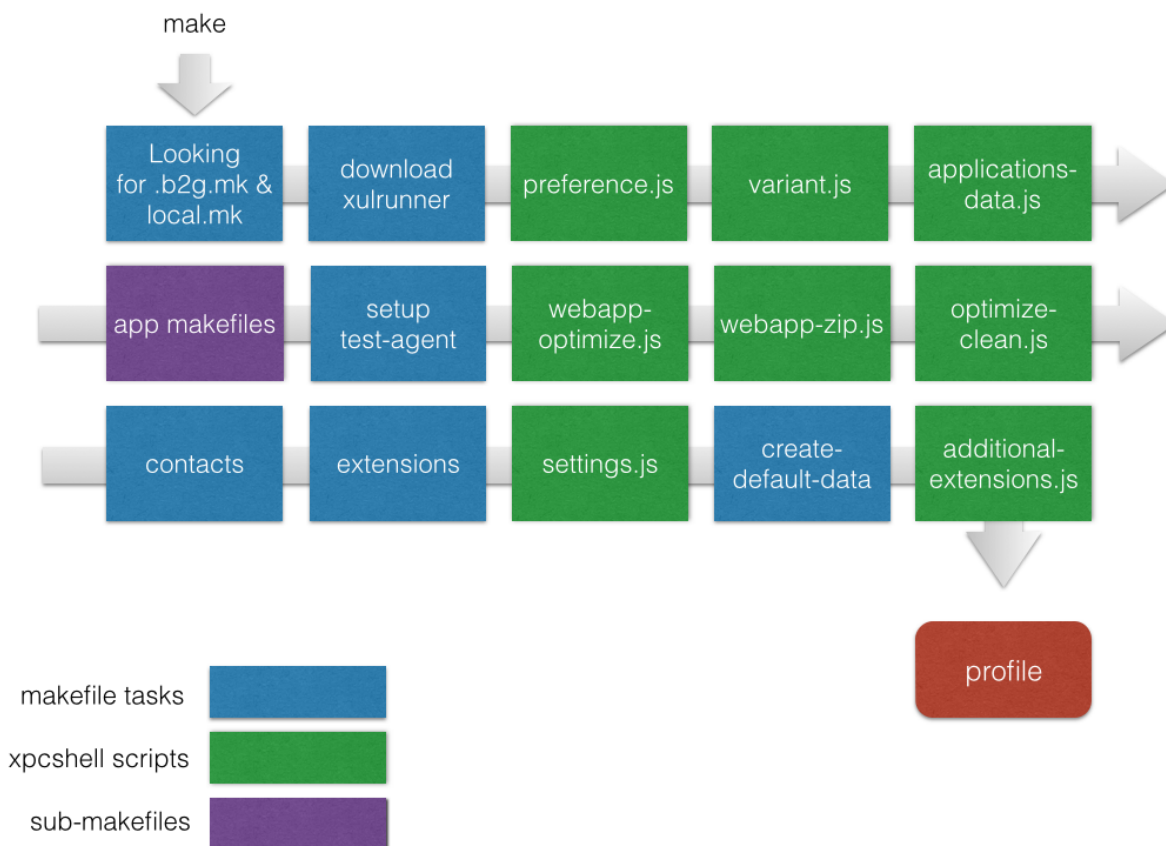 make
Looking
for .b2g.mk &
local.mk
download
xulrunner
preference.js
variant.js
applications-
data.js
app makefiles
setup
test-agent
webapp-
optimize.js
webapp-zip.js
optimize-
clean.js
contacts
extensions
settings.js
create-
default-data
additional-
extensions.js
profile
makefile tasks
xpcshell scripts
sub-makefiles